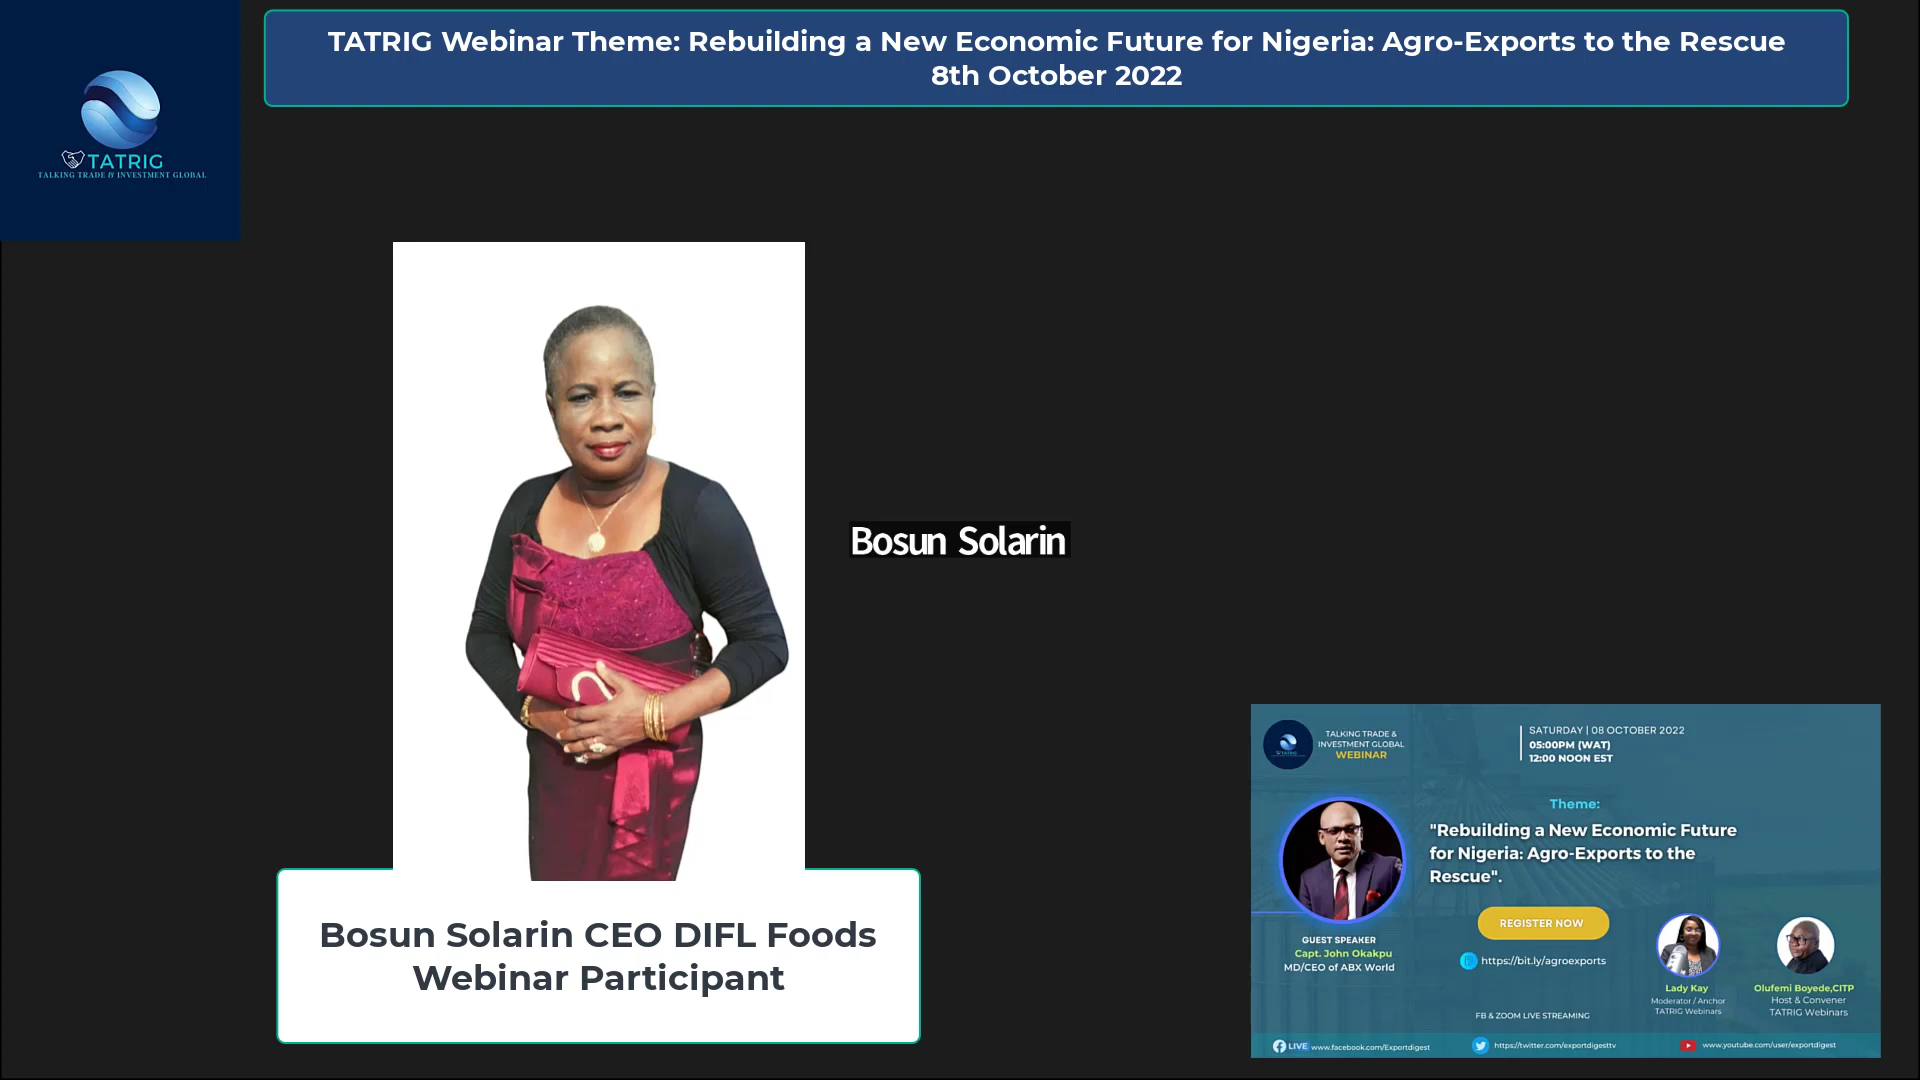 TATRIG Webinar Theme: Rebuilding a New Economic Future for Nigeria: Agro-Exports to the Rescue
8th October 2022
TATRIG
TALKING TRADE & INVESTMENT GLOBAL
Bosun Solarin
Bosun Solarin CEO DIFL Foods
Webinar Participant
TALKING TRADE &
INVESTMENT GLOBAL
WEBINAR
SATURDAY | 08 OCTOBER 2022
05:00PM (WAT)
12:00 NOON EST
Theme:
"Rebuilding a New Economic Future
for Nigeria: Agro-Exports to the
Rescue".
REGISTER NOW
https://bit.ly/agroexports
GUEST SPEAKER
Capt. John Okakpu
MD/CEO of ABX World
Lady Kay
Moderator / Anchor
TATRIG Webinars
Olufemi Boyede,CITP
Host & Convener
TATRIG Webinars
FB & ZOOM LIVE STREAMING
LIVE www.facebook.com/Exportdigest
https://twitter.com/exportdigesttv
www.youtube.com/user/exportdigest